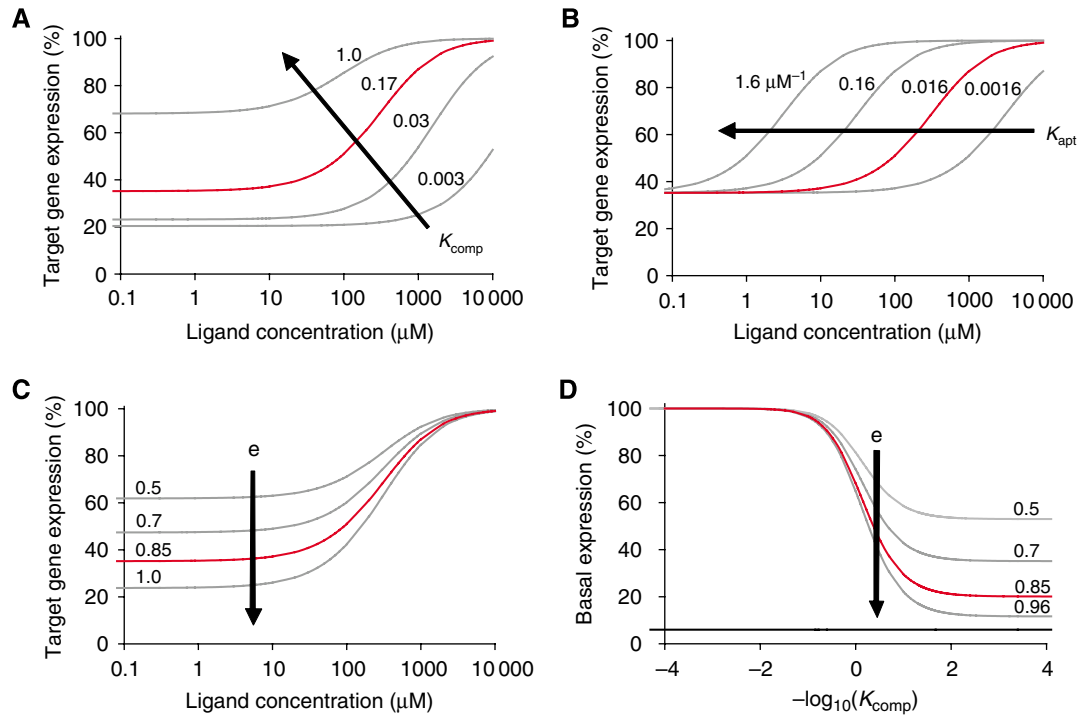 A
Target gene expression (%)
100
80
60
40
20
0
1.0
0.17
0.03
0.003
K comp
0.1 1 10 100 1000 10 000
Ligand concentration (µM)
B
Target gene expression (%)
100
80
60
40
20
0
1.6 µM⁻¹ 0.16 0.016 0.0016
K apt
0.1 1 10 100 1000 10 000
Ligand concentration (µM)
C
Target gene expression (%)
100
80
60
40
20
0
e
0.5
0.7
0.85
1.0
0.1 1 10 100 1000 10 000
Ligand concentration (µM)
D
Basal expression (%)
100
80
60
40
20
0
e
0.5
0.7
0.85
0.96
−4 −2 0 2 4
−log₁₀(K comp)